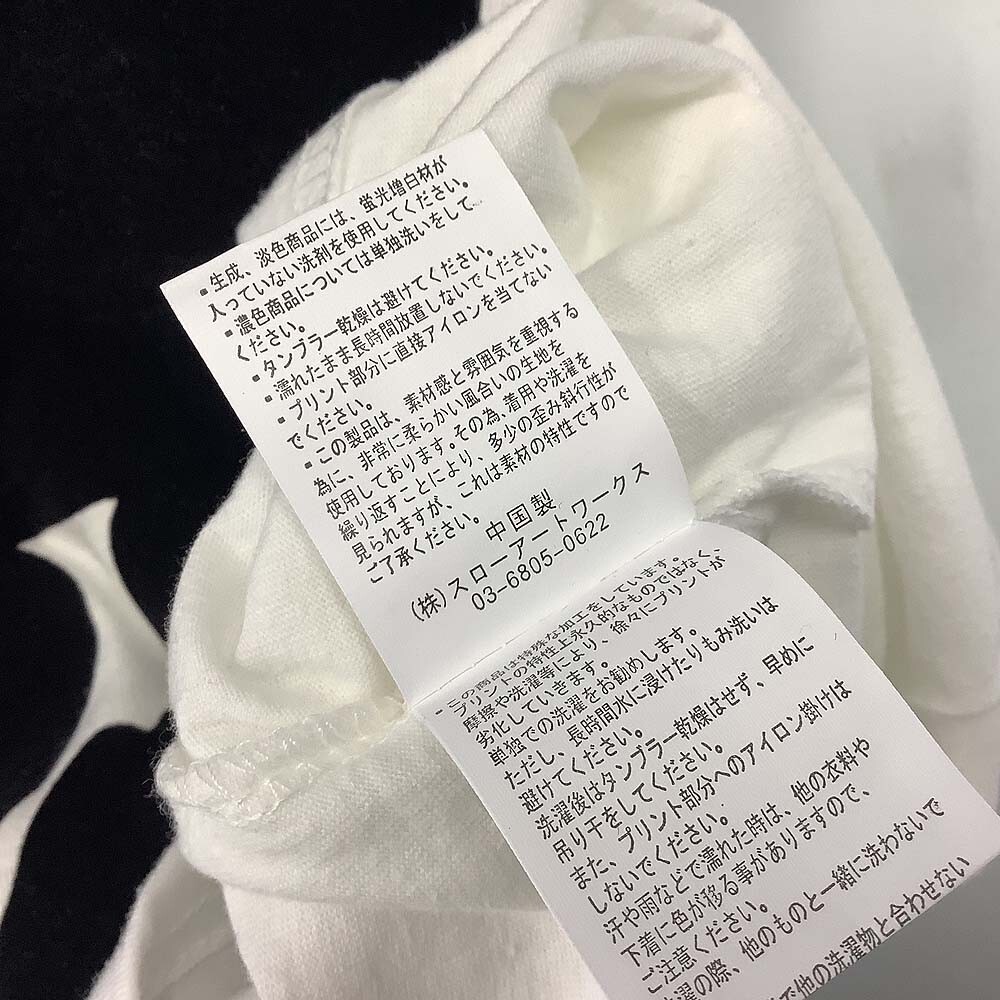 ▪生成、淡色商品には、蛍光増白材が
入っていない洗剤を使用してください。
▪濃色商品については単独洗いをして
ください。
▪タンブラー乾燥は避けてください。
▪濡れたまま長時間放置しないでください。
▪プリント部分に直接アイロンを当てない
でください。
▪この製品は、素材感と雰囲気を重視する
為に、非常に柔らかい風合いの生地を
使用しております。その為、着用や洗濯を
繰り返すことにより、多少の歪み斜行性が
見られますが、これは素材の特性ですので
ご了承ください。
中国製
(株)スローアートワークス
03-6805-0622
▪この商品は特殊な加工をしています。
プリントの特性上永久的なものではなく、
摩擦や洗濯等により、徐々にプリントが
劣化していきます。
単独での洗濯をお勧めします。
ただし、長時間水に浸けたりもみ洗いは
避けてください。
洗濯後はタンブラー乾燥はせず、早めに
吊り干をしてください。
また、プリント部分へのアイロン掛けは
しないでください。
汗や雨などで濡れた時は、他の衣料や
下着に色が移る事がありますので、
ご注意ください。
洗濯の際、他のものと一緒に洗わないで
で他の洗濯物と合わせない